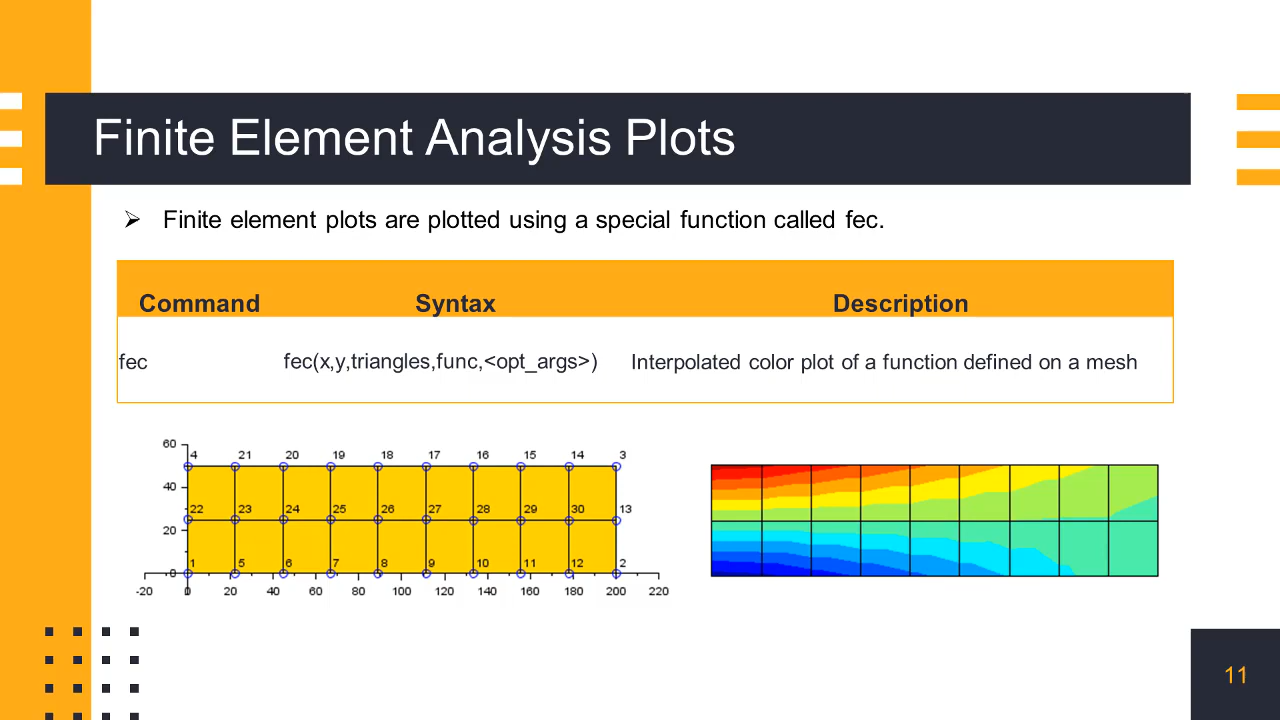 Finite Element Analysis Plots
Finite element plots are plotted using a special function called fec.
Command Syntax Description
fec fec(x,y,triangles,func,<opt_args>) Interpolated color plot of a function defined on a mesh
60
4 21 20 19 18 17 16 15 14 3
40
22 23 24 25 26 27 28 29 30 13
20
1 5 6 7 8 9 10 11 12 2
0
-20 0 20 40 60 80 100 120 140 160 180 200 220
11